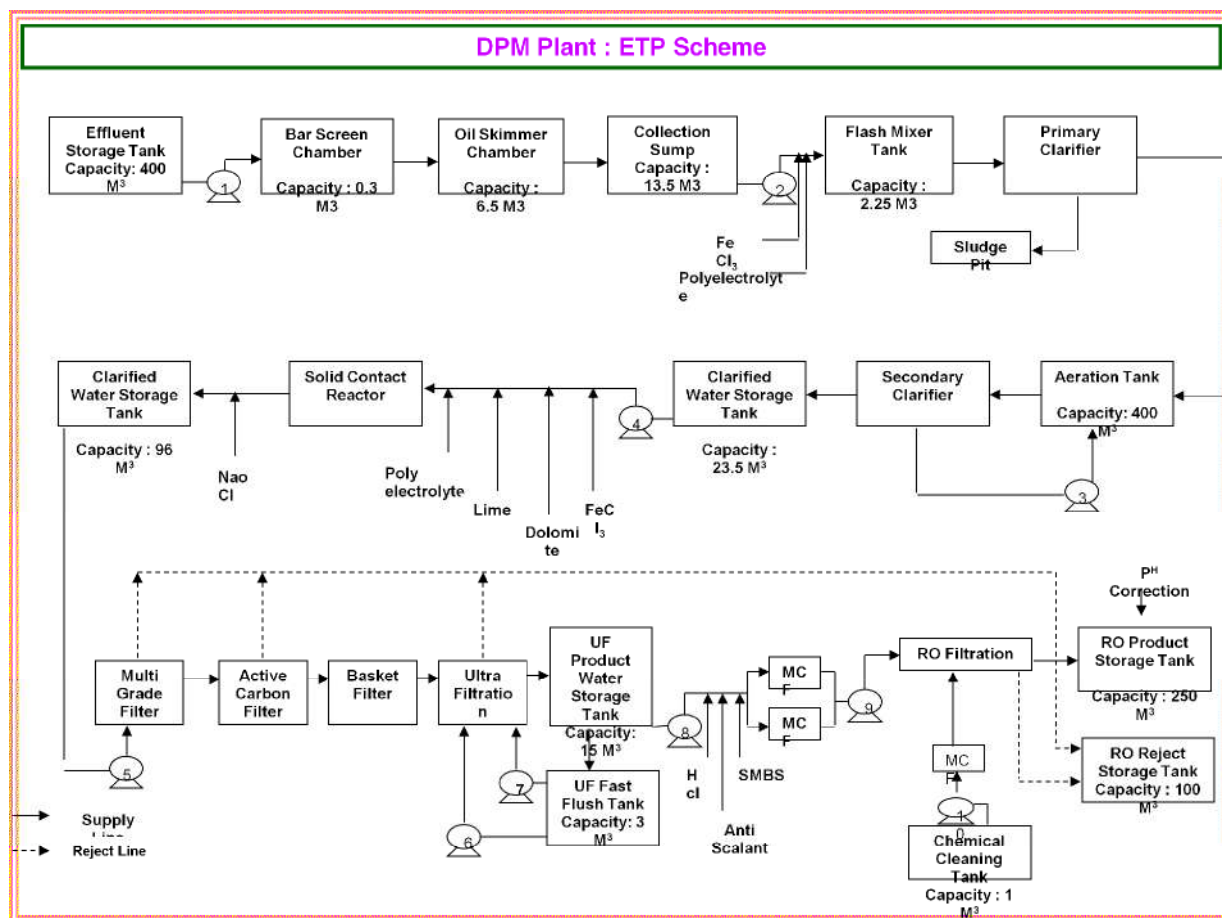 DPM Plant : ETP Scheme
Effluent
Storage Tank
Capacity: 400
M³
1
Bar Screen
Chamber
Capacity : 0.3
M3
Oil Skimmer
Chamber
Capacity :
6.5 M3
Collection
Sump
Capacity :
13.5 M3
2
Flash Mixer
Tank
Capacity :
2.25 M3
Primary
Clarifier
Fe
Cl₃
Polyelectrolyt
e
Sludge
Pit
Clarified
Water Storage
Tank
Capacity : 96
M³
Solid Contact
Reactor
4
Clarified
Water Storage
Tank
Capacity :
23.5 M³
Secondary
Clarifier
Aeration Tank
Capacity: 400
M³
3
Nao
Cl
Poly
electrolyte
Lime
Dolomi
te
FeC
l₃
Pᴴ
Correction
Multi
Grade
Filter
Active
Carbon
Filter
Basket
Filter
Ultra
Filtratio
n
UF
Product
Water
Storage
Tank
Capacity:
15 M³
8
MC
F
MC
F
9
RO Filtration
RO Product
Storage Tank
Capacity : 250
M³
5
7
6
UF Fast
Flush Tank
Capacity: 3
M³
H
cl
SMBS
Anti
Scalant
MC
F
1
0
Chemical
Cleaning
Tank
Capacity : 1
M³
RO Reject
Storage Tank
Capacity : 100
M³
Supply
Line
Reject Line